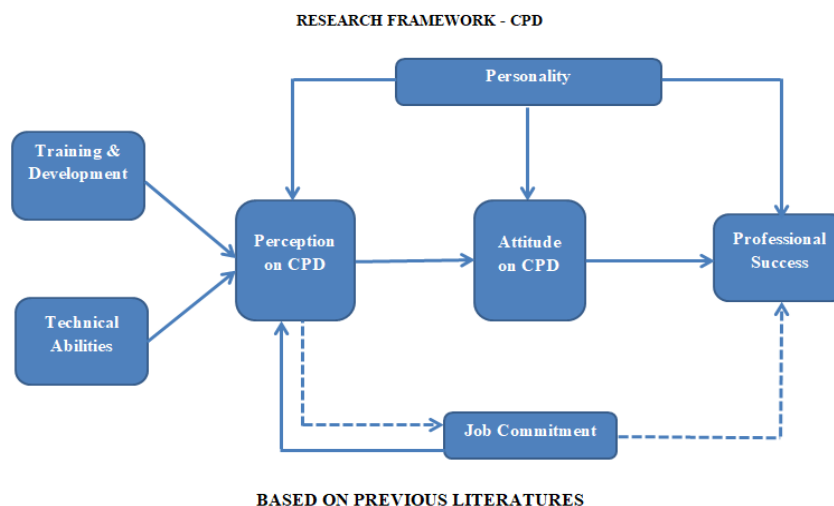 RESEARCH FRAMEWORK - CPD
Personality
Training &
Development
Perception
on CPD
Attitude
on CPD
Professional
Success
Technical
Abilities
Job Commitment
BASED ON PREVIOUS LITERATURES